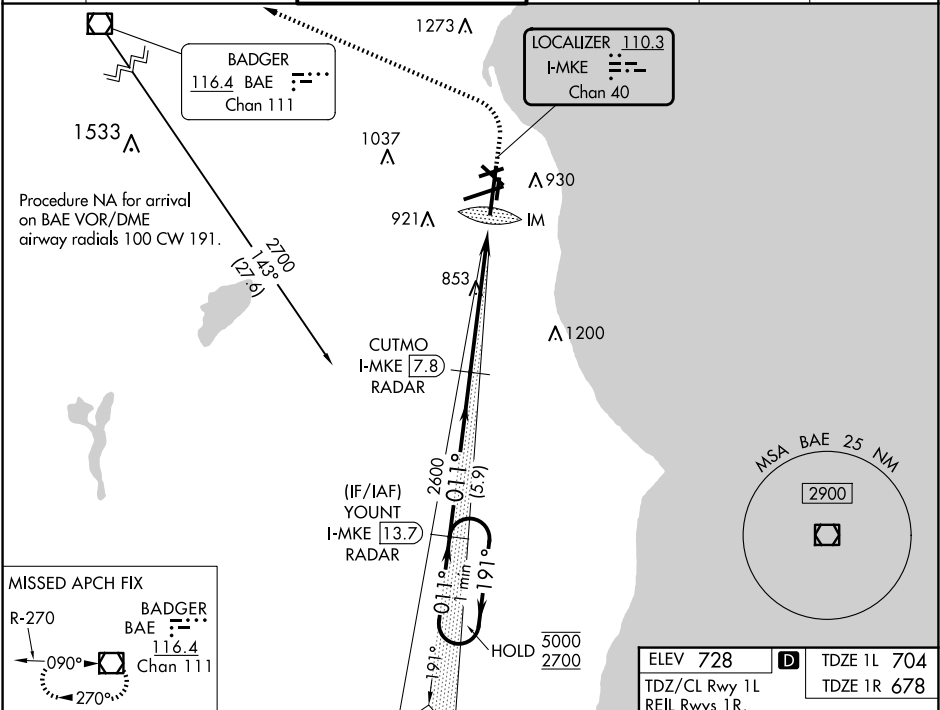 1273
BADGER
116.4 BAE
Chan 111
LOCALIZER 110.3
I-MKE
Chan 40
1533
1037
930
921
IM
Procedure NA for arrival
on BAE VOR/DME
airway radials 100 CW 191.
2700
143°
(27.6)
853
1200
CUTMO
I-MKE 7.8
RADAR
2600
011°
(5.9)
(IF/IAF)
YOUNT
I-MKE 13.7
RADAR
011°
1 min
191°
191°
HOLD 5000
2700
MSA BAE 25 NM
2900
MISSED APCH FIX
R-270
BADGER
BAE
116.4
Chan 111
090°
270°
ELEV 728
D
TDZE 1L 704
TDZE 1R 678
TDZ/CL Rwy 1L
REIL Rwys 1R,